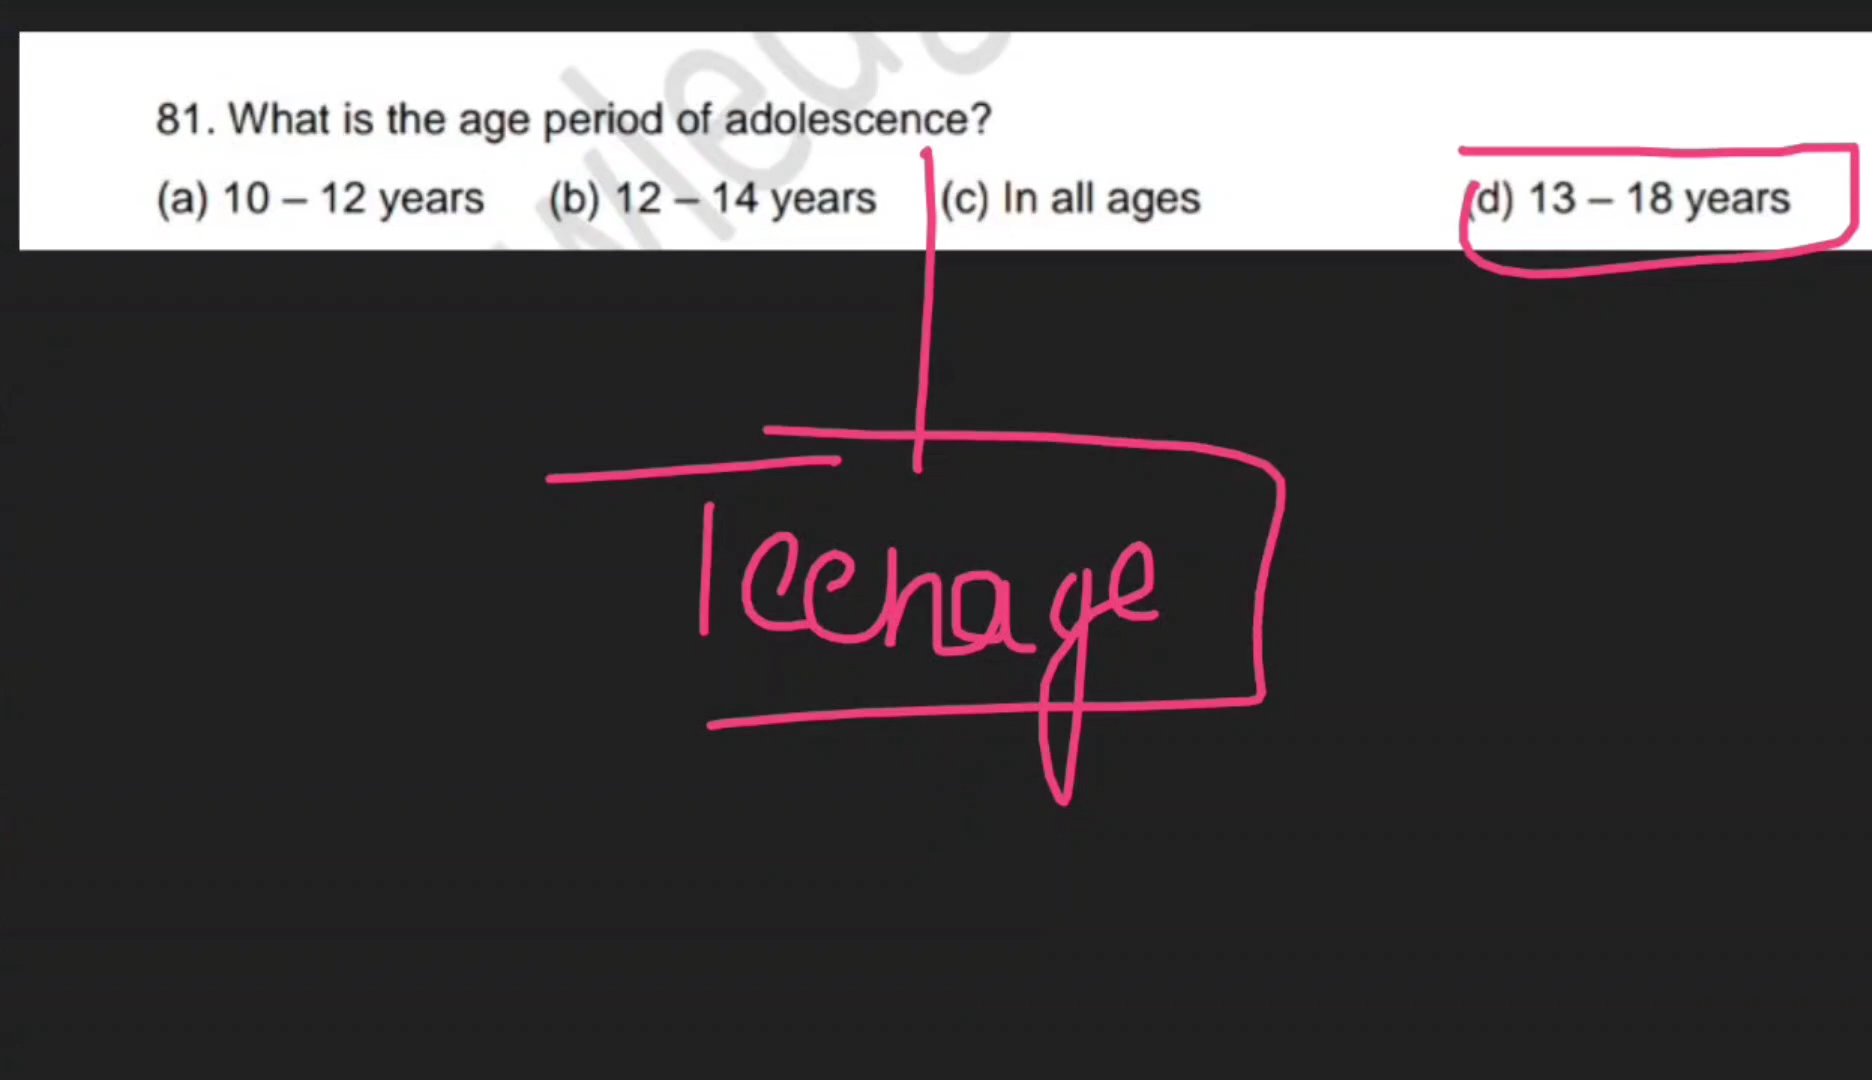 81. What is the age period of adolescence?
(a) 10 – 12 years (b) 12 – 14 years (c) In all ages (d) 13 – 18 years
Teenage